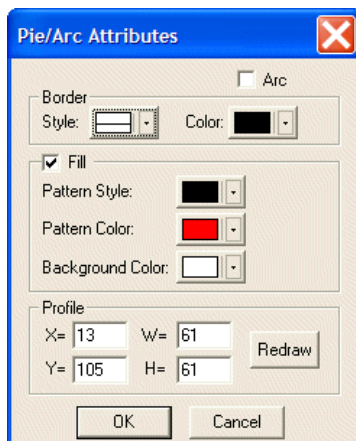 Pie/Arc Attributes
Arc
Border
Style: Color:
Fill
Pattern Style:
Pattern Color:
Background Color:
Profile
X= 13 W= 61
Redraw
Y= 105 H= 61
OK Cancel